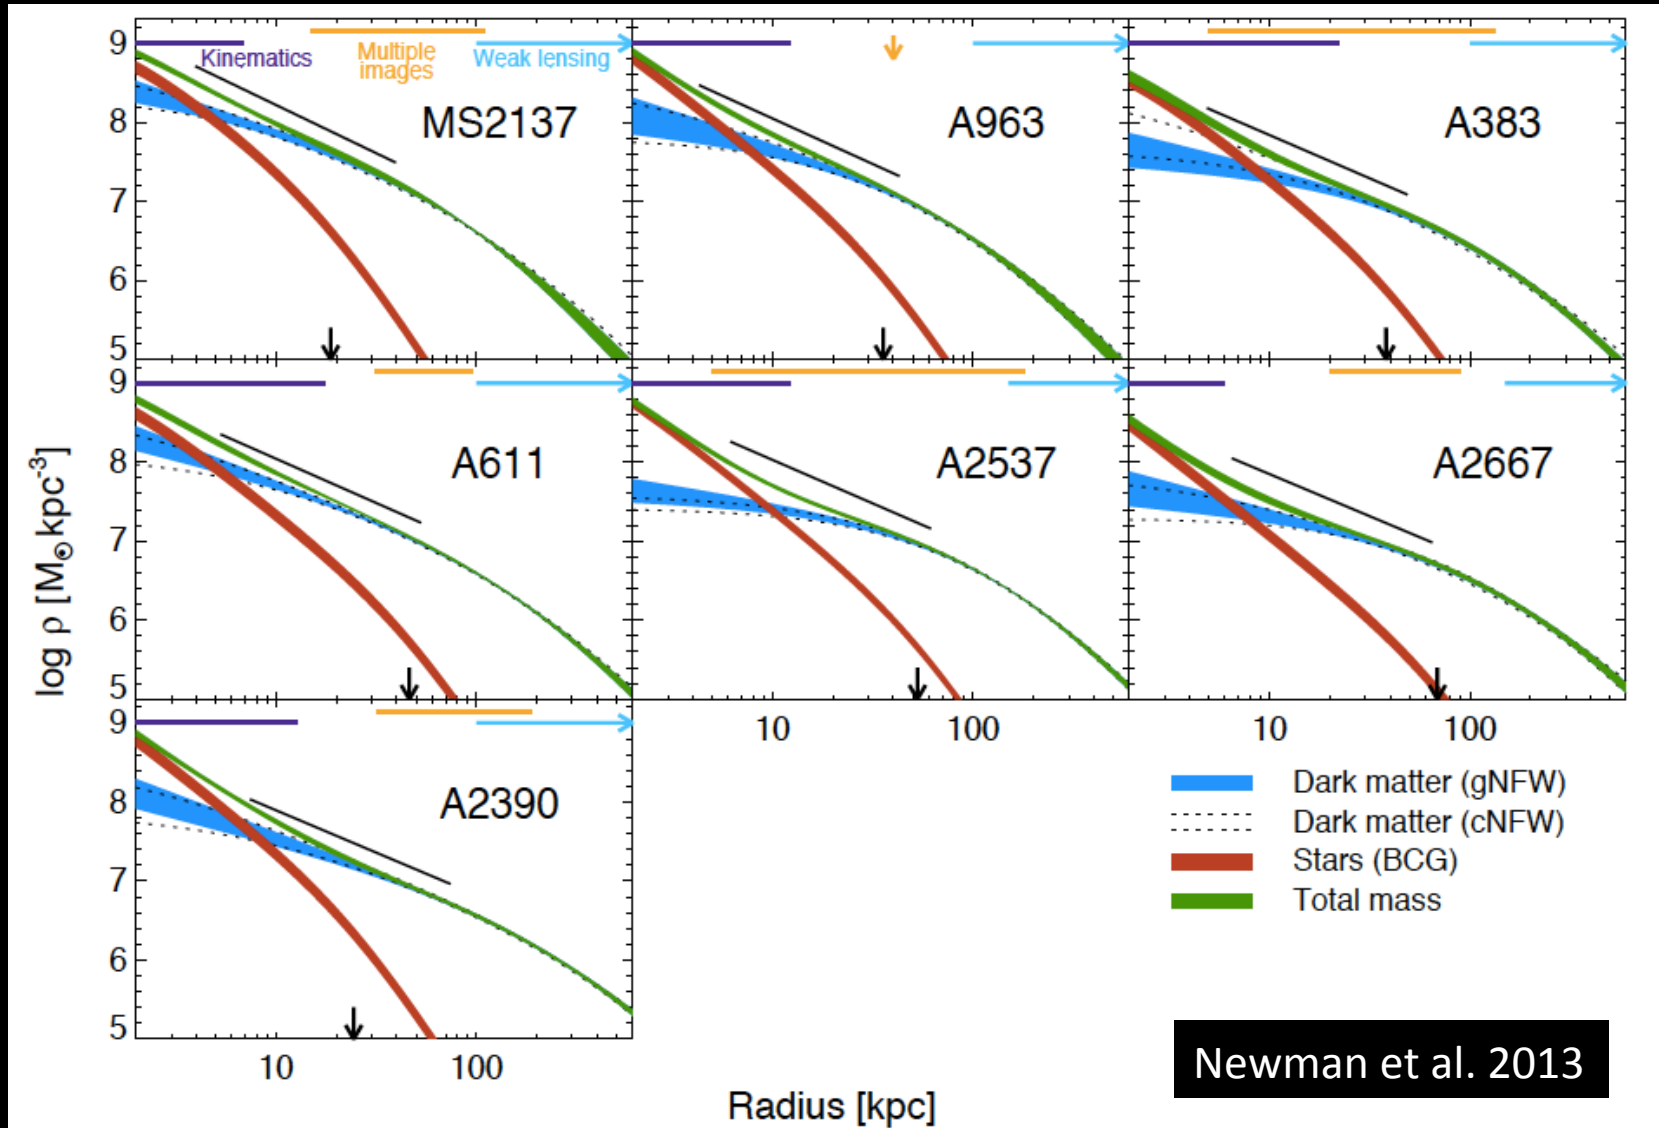 9
8
7
6
5
Kinematics
Multiple
images
Weak lensing
MS2137
A963
A383
9
8
7
6
5
A611
A2537
A2667
10 100
10 100
9
8
7
6
5
A2390
10 100
log ρ [M⊙kpc⁻³]
Radius [kpc]
Dark matter (gNFW)
Dark matter (cNFW)
Stars (BCG)
Total mass
Newman et al. 2013